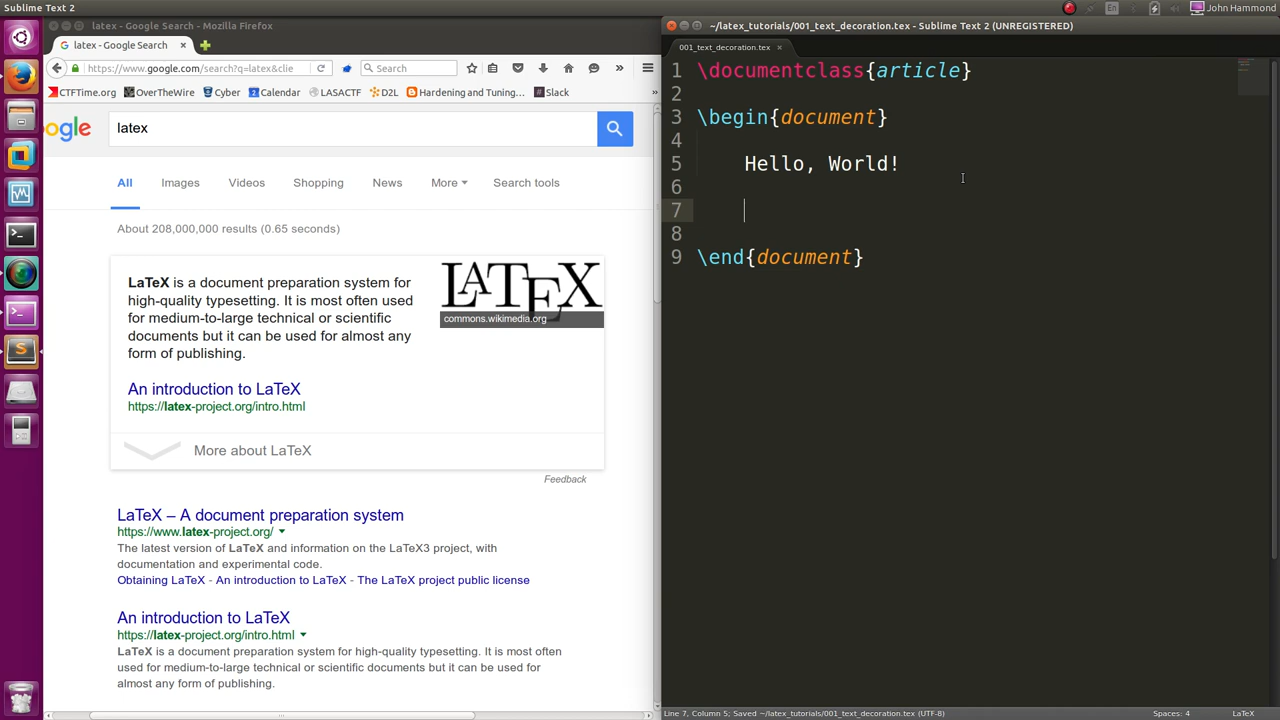 Sublime Text 2
En
John Hammond
latex - Google Search - Mozilla Firefox
G latex - Google Search ×
https://www.google.com/search?q=latex&clie
Search
CTFTime.org OverTheWire Cyber Calendar LASACTF D2L Hardening and Tuning... Slack »
ogle
latex
All Images Videos Shopping News More Search tools
About 208,000,000 results (0.65 seconds)
LaTeX is a document preparation system for
high-quality typesetting. It is most often used
for medium-to-large technical or scientific
documents but it can be used for almost any
form of publishing.
LATEX
commons.wikimedia.org
An introduction to LaTeX
https://latex-project.org/intro.html
More about LaTeX
Feedback
LaTeX – A document preparation system
https://www.latex-project.org/
The latest version of LaTeX and information on the LaTeX3 project, with
documentation and experimental code.
Obtaining LaTeX - An introduction to LaTeX - The LaTeX project public license
An introduction to LaTeX
https://latex-project.org/intro.html
LaTeX is a document preparation system for high-quality typesetting. It is most often
used for medium-to-large technical or scientific documents but it can be used for
almost any form of publishing.
~/latex_tutorials/001_text_decoration.tex - Sublime Text 2 (UNREGISTERED)
001_text_decoration.tex ×
1 \documentclass{article}
2
3 \begin{document}
4
5 Hello, World!
6
7
8
9 \end{document}
Line 7, Column 5; Saved ~/latex_tutorials/001_text_decoration.tex (UTF-8)
Spaces: 4
LaTeX